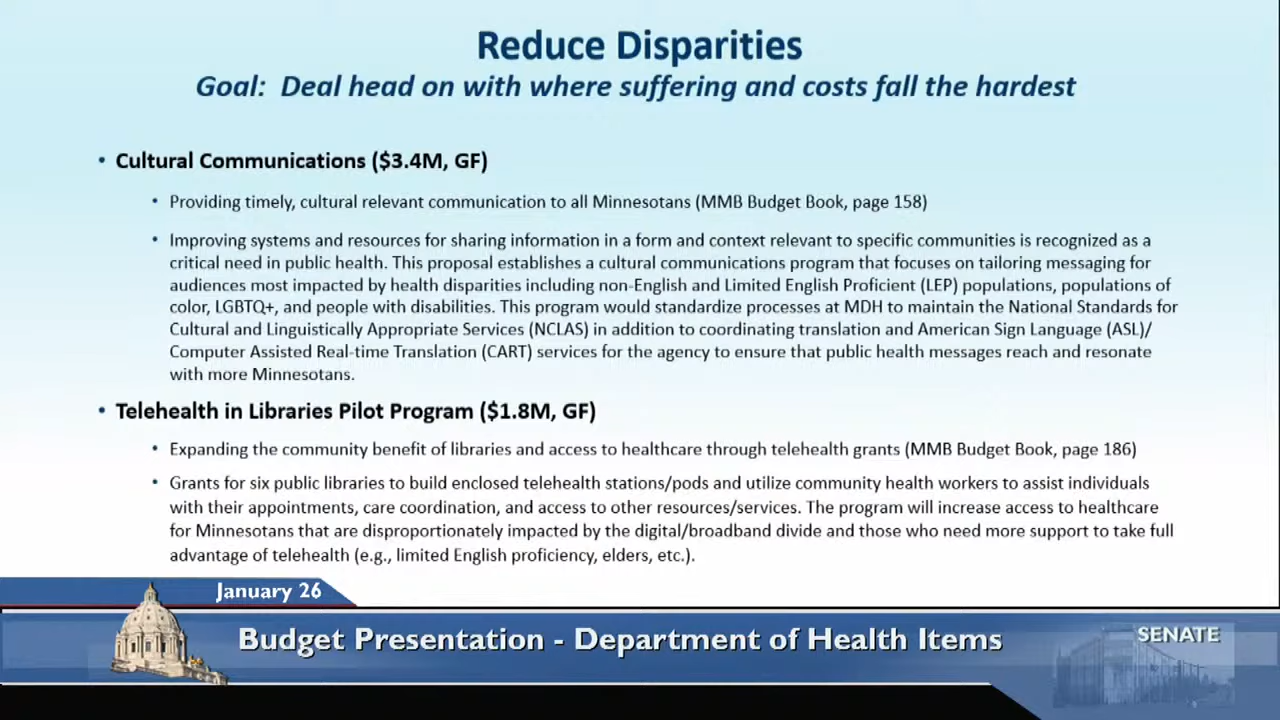 Reduce Disparities
Goal: Deal head on with where suffering and costs fall the hardest
• Cultural Communications ($3.4M, GF)
• Providing timely, cultural relevant communication to all Minnesotans (MMB Budget Book, page 158)
• Improving systems and resources for sharing information in a form and context relevant to specific communities is recognized as a
critical need in public health. This proposal establishes a cultural communications program that focuses on tailoring messaging for
audiences most impacted by health disparities including non-English and Limited English Proficient (LEP) populations, populations of
color, LGBTQ+, and people with disabilities. This program would standardize processes at MDH to maintain the National Standards for
Cultural and Linguistically Appropriate Services (NCLAS) in addition to coordinating translation and American Sign Language (ASL)/
Computer Assisted Real-time Translation (CART) services for the agency to ensure that public health messages reach and resonate
with more Minnesotans.
• Telehealth in Libraries Pilot Program ($1.8M, GF)
• Expanding the community benefit of libraries and access to healthcare through telehealth grants (MMB Budget Book, page 186)
• Grants for six public libraries to build enclosed telehealth stations/pods and utilize community health workers to assist individuals
with their appointments, care coordination, and access to other resources/services. The program will increase access to healthcare
for Minnesotans that are disproportionately impacted by the digital/broadband divide and those who need more support to take full
advantage of telehealth (e.g., limited English proficiency, elders, etc.).
January 26
Budget Presentation - Department of Health Items
SENATE